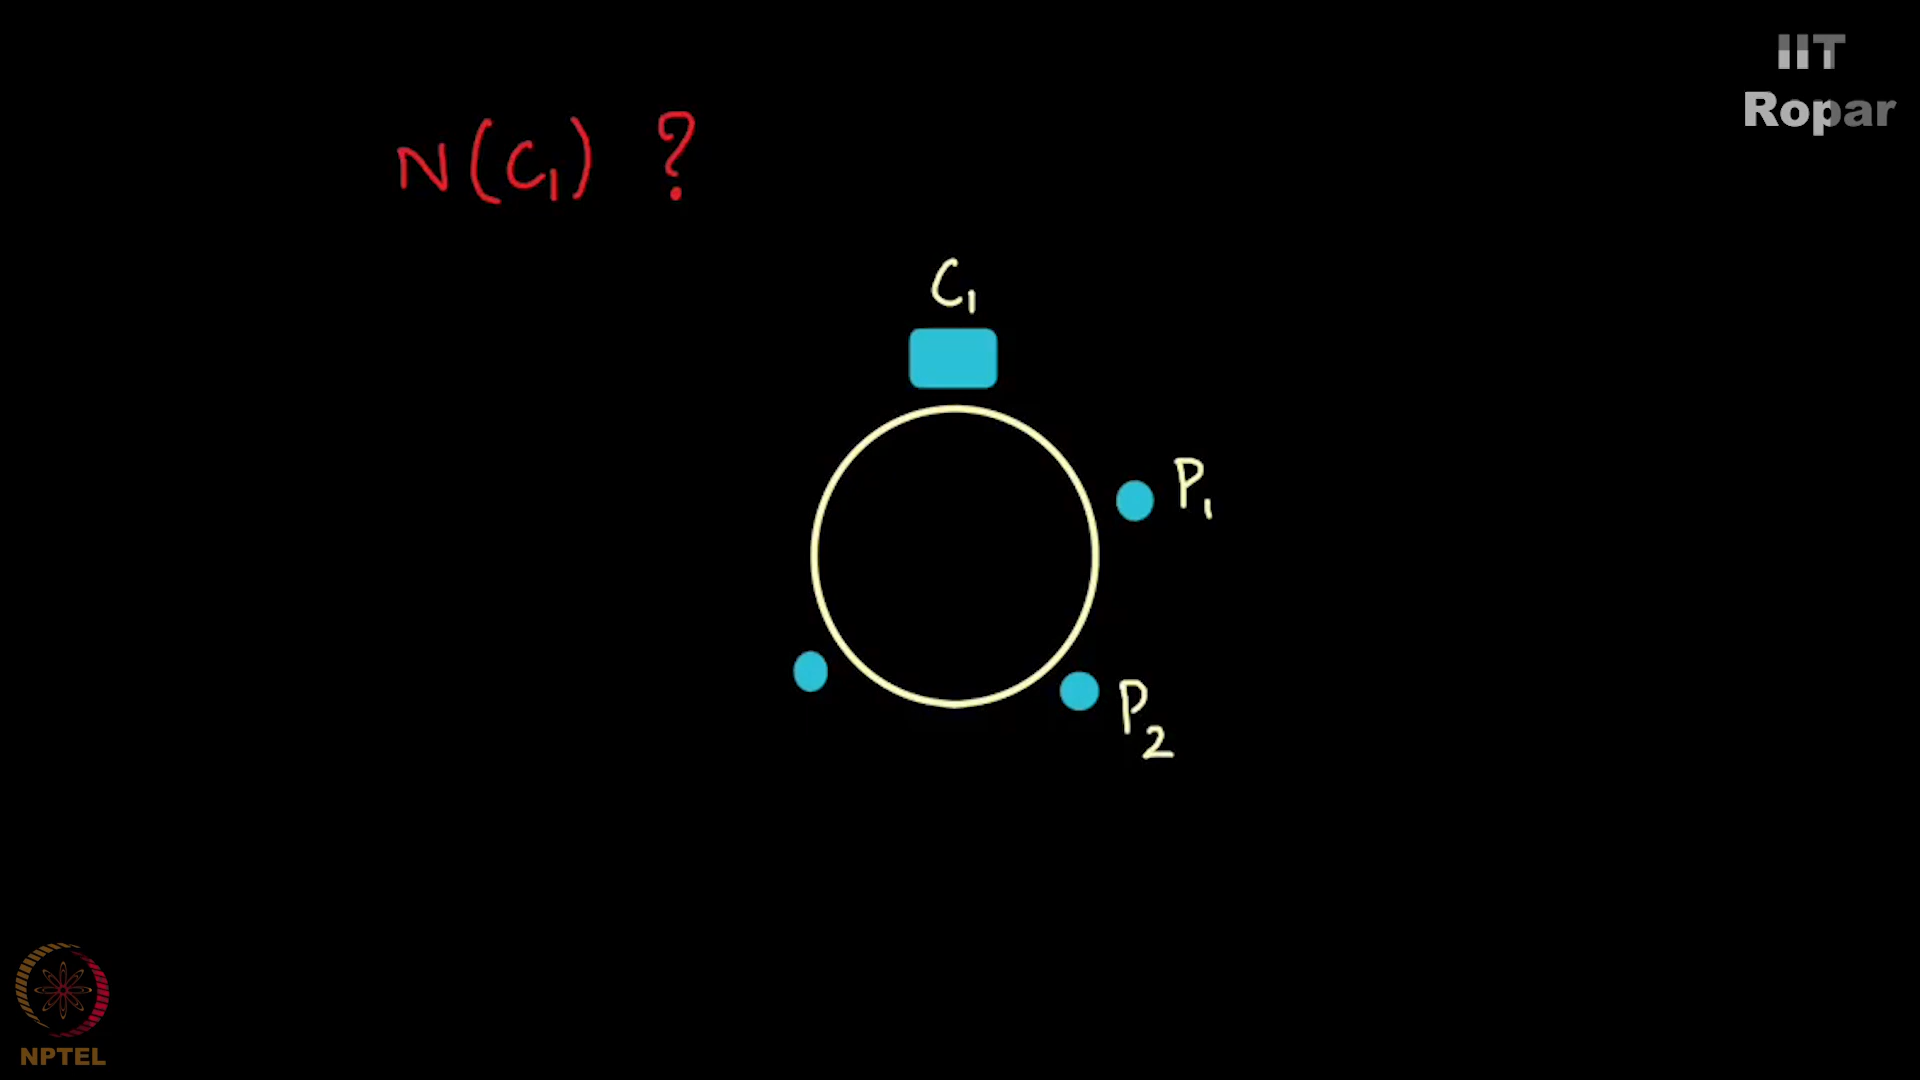 IIT
Ropar
N(C₁) ?
C₁
P₁
P₂
NPTEL